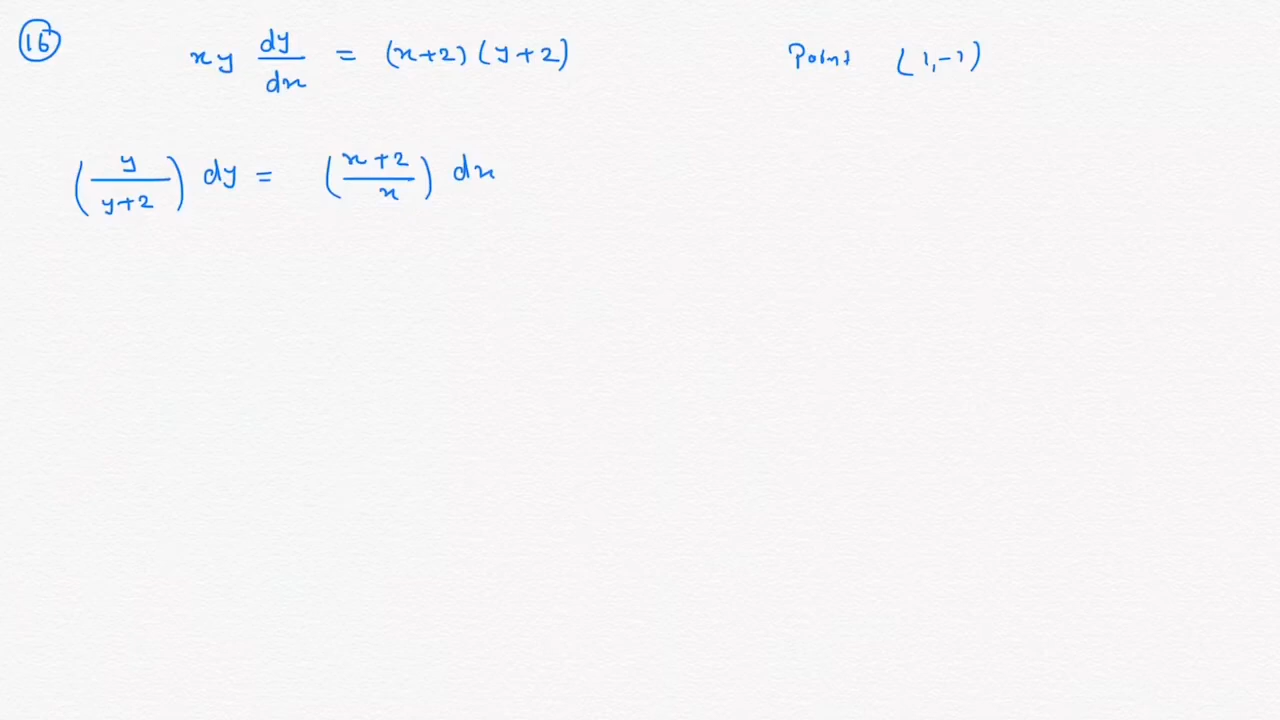 16 xy dy/dx = (x+2)(y+2) Point (1,-1)
(y/y+2) dy = (x+2/x) dx